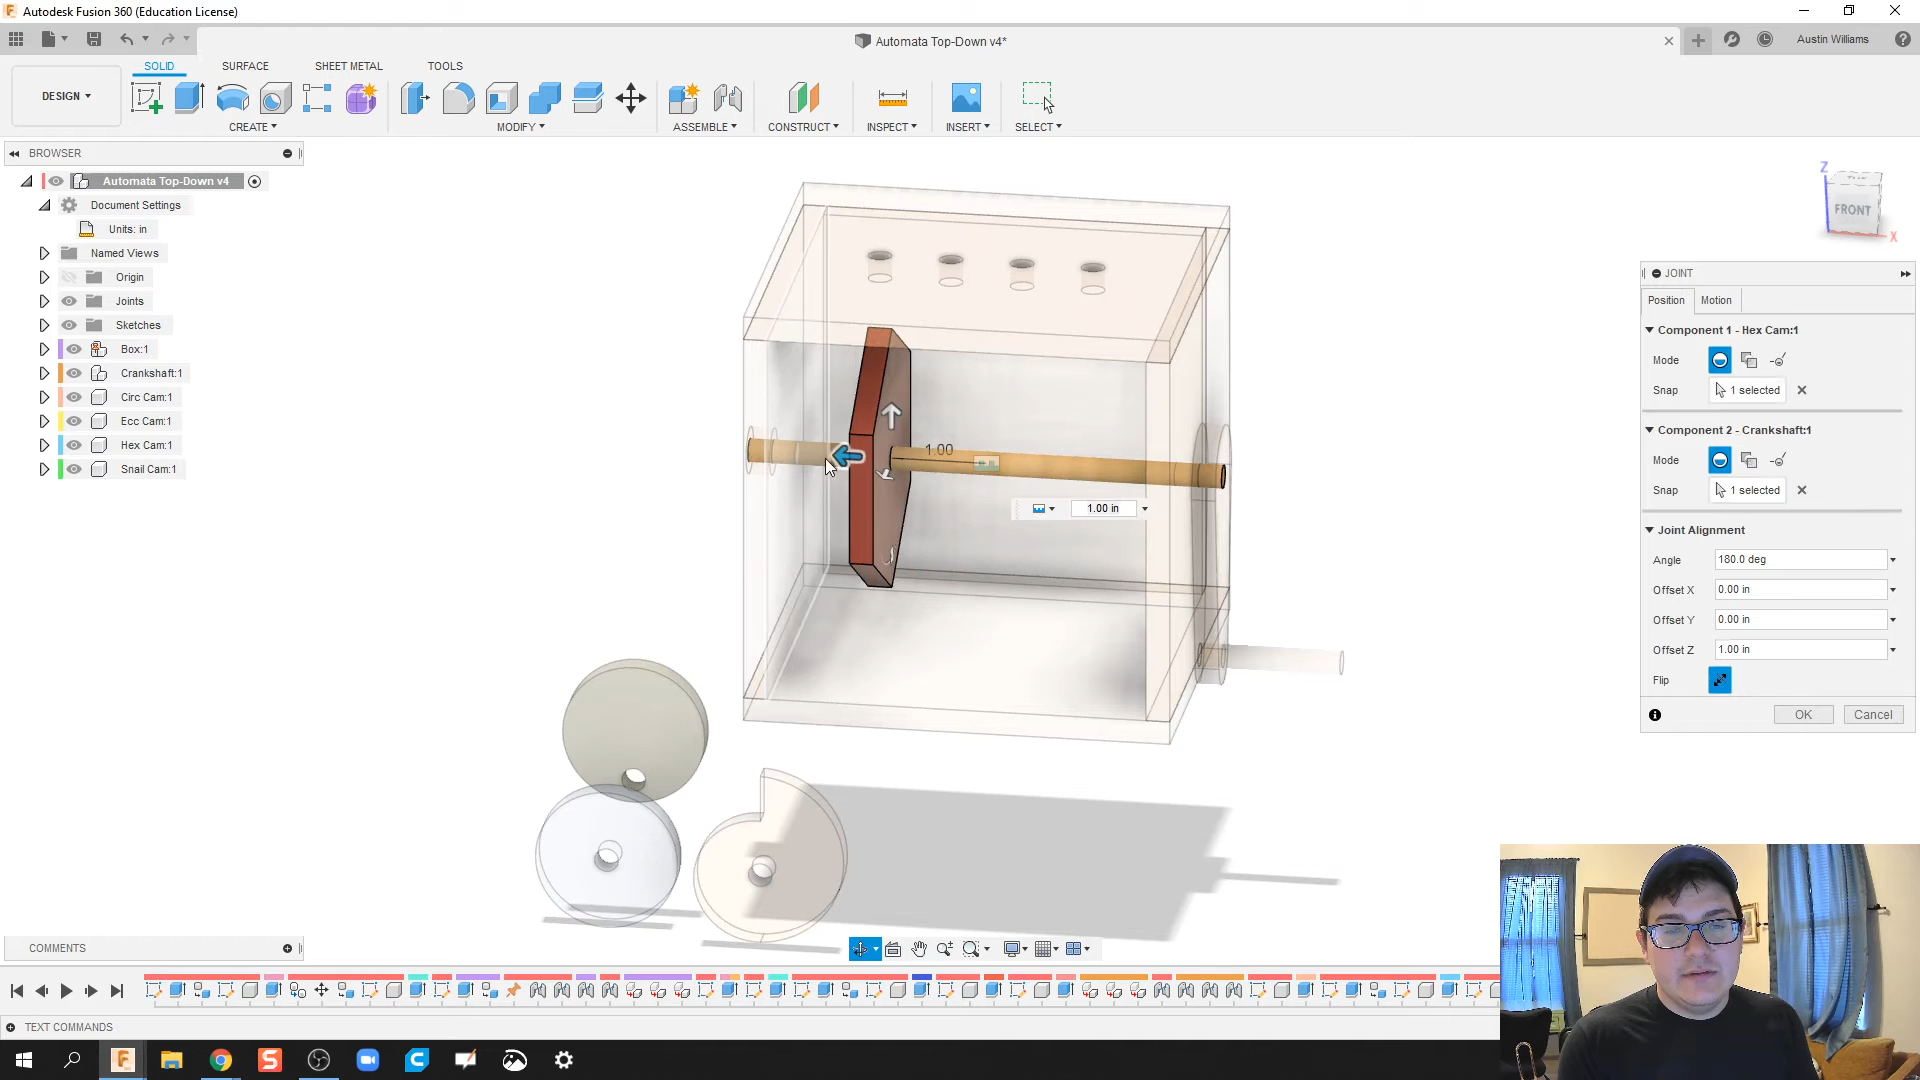 Autodesk Fusion 360 (Education License)
Automata Top-Down v4*
Austin Williams
SOLID
SURFACE
SHEET METAL
TOOLS
DESIGN
CREATE
MODIFY
ASSEMBLE
CONSTRUCT
INSPECT
INSERT
SELECT
BROWSER
Automata Top-Down v4
Document Settings
Units: in
Named Views
Origin
Joints
Sketches
Box:1
Crankshaft:1
Circ Cam:1
Ecc Cam:1
Hex Cam:1
Snail Cam:1
1.00
1.00 in
Z
FRONT
X
JOINT
Position
Motion
Component 1 - Hex Cam:1
Mode
Snap
1 selected
Component 2 - Crankshaft:1
Mode
Snap
1 selected
Joint Alignment
Angle
180.0 deg
Offset X
0.00 in
Offset Y
0.00 in
Offset Z
1.00 in
Flip
OK
Cancel
COMMENTS
TEXT COMMANDS